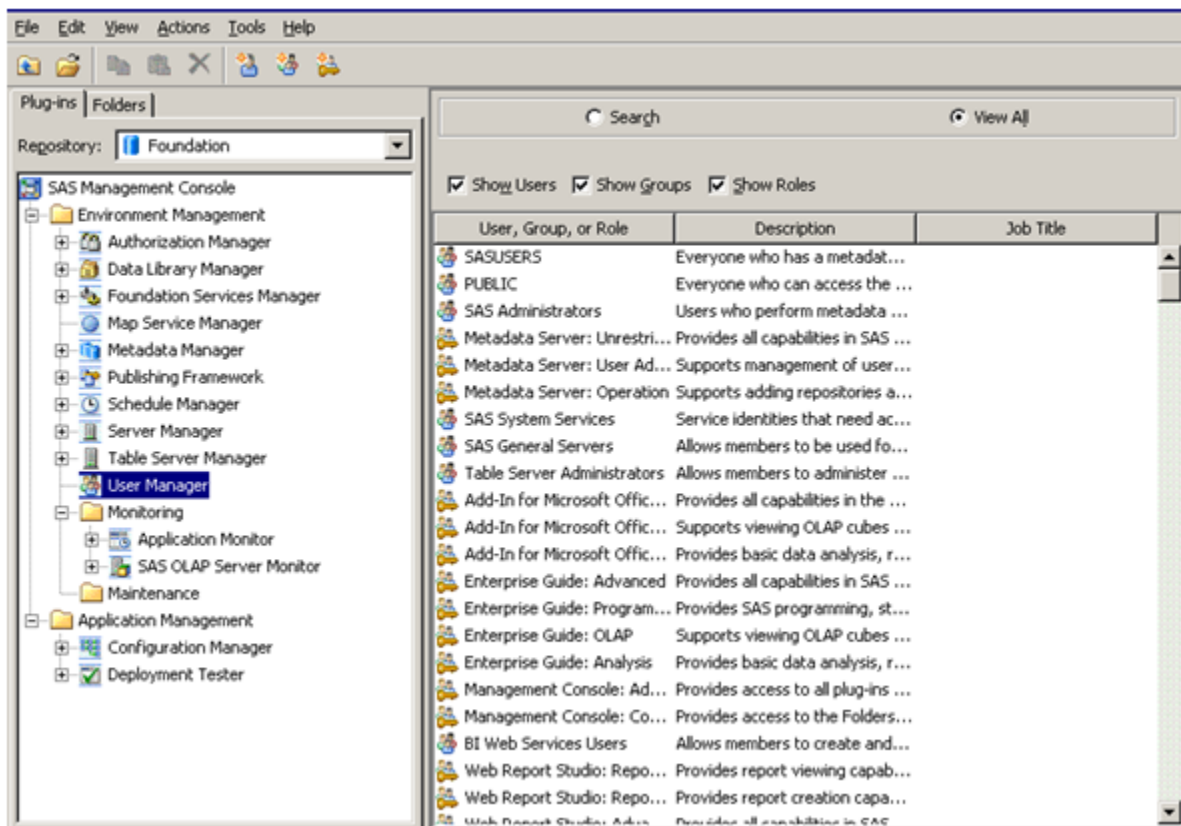 File Edit View Actions Tools Help
Plug-ins Folders
Repository: Foundation
SAS Management Console
Environment Management
Authorization Manager
Data Library Manager
Foundation Services Manager
Map Service Manager
Metadata Manager
Publishing Framework
Schedule Manager
Server Manager
Table Server Manager
User Manager
Monitoring
Application Monitor
SAS OLAP Server Monitor
Maintenance
Application Management
Configuration Manager
Deployment Tester
Search View All
Show Users Show Groups Show Roles
User, Group, or Role Description Job Title
SASUSERS Everyone who has a metadat...
PUBLIC Everyone who can access the ...
SAS Administrators Users who perform metadata ...
Metadata Server: Unrestri... Provides all capabilities in SAS ...
Metadata Server: User Ad... Supports management of user...
Metadata Server: Operation Supports adding repositories a...
SAS System Services Service identities that need ac...
SAS General Servers Allows members to be used fo...
Table Server Administrators Allows members to administer ...
Add-In for Microsoft Offic... Provides all capabilities in the ...
Add-In for Microsoft Offic... Supports viewing OLAP cubes ...
Add-In for Microsoft Offic... Provides basic data analysis, r...
Enterprise Guide: Advanced Provides all capabilities in SAS ...
Enterprise Guide: Program... Provides SAS programming, st...
Enterprise Guide: OLAP Supports viewing OLAP cubes ...
Enterprise Guide: Analysis Provides basic data analysis, r...
Management Console: Ad... Provides access to all plug-ins ...
Management Console: Co... Provides access to the Folders...
BI Web Services Users Allows members to create and...
Web Report Studio: Repo... Provides report viewing capab...
Web Report Studio: Repo... Provides report creation capa...
Web Report Studio: Adva... Provides all capabilities in SAS